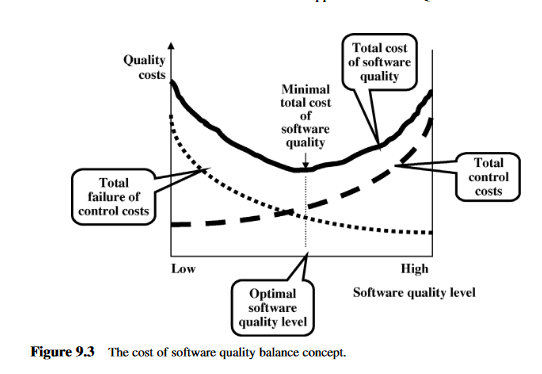 Quality
costs
Total cost
of software
quality
Minimal
total cost
of
software
quality
Total
failure of
control costs
Total
control
costs
Low
High
Optimal
software
quality level
Software quality level
Figure 9.3 The cost of software quality balance concept.